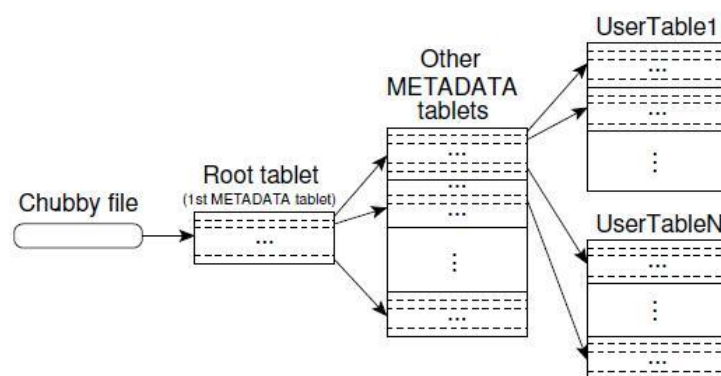 UserTable1
Other
METADATA
tablets
...
...
...
...
...
⋮
Root tablet
(1st METADATA tablet)
...
Chubby file
⋮
...
UserTableN
...
⋮
...